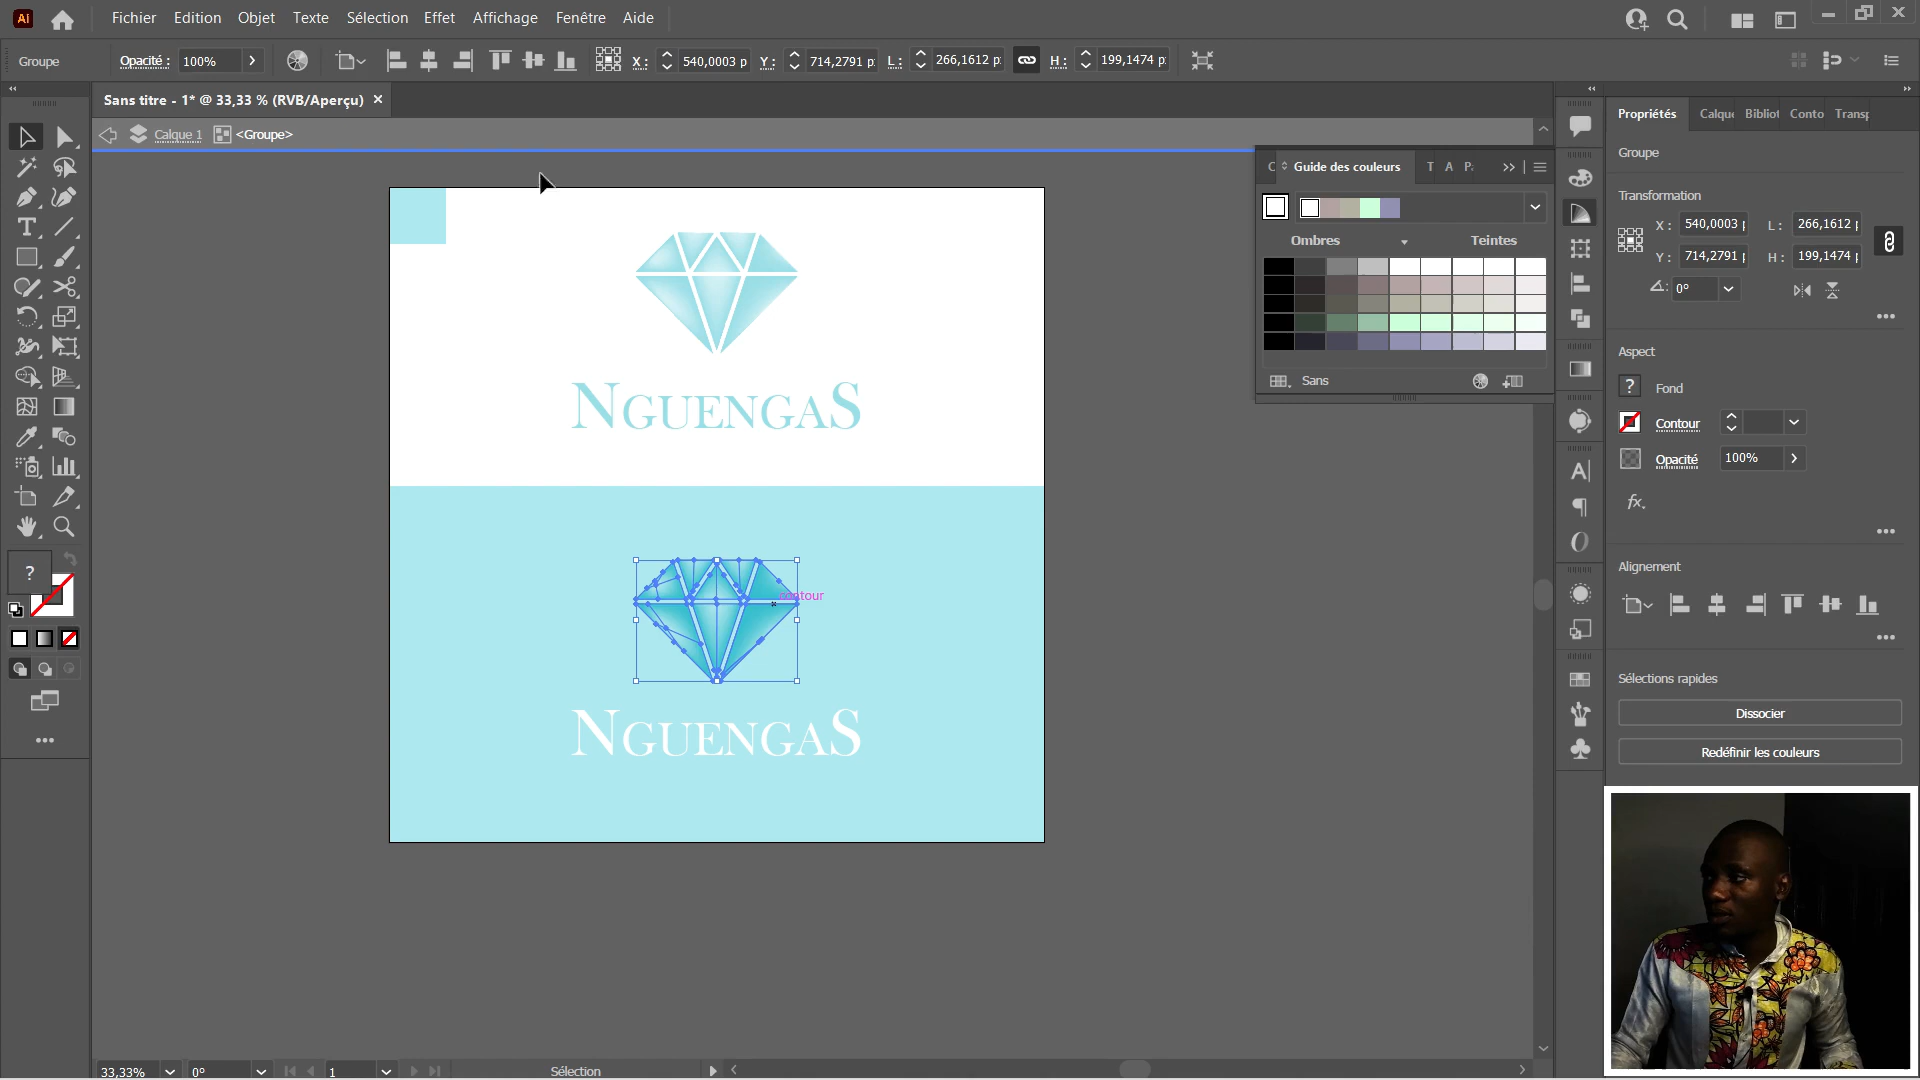 Ai Fichier Edition Objet Texte Sélection Effet Affichage Fenêtre Aide
Groupe Opacité : 100% X : 540,0003 p Y : 714,2791 p L : 266,1612 p H : 199,1474 p
Sans titre - 1* @ 33,33 % (RVB/Aperçu) ×
Calque 1 <Groupe>
NGUENGAS
contour
NGUENGAS
33,33% 0° 1 Sélection
C Guide des couleurs T A P
Ombres Teintes
Sans
Propriétés Calque Bibliot Conto Transp
Groupe
Transformation
X : 540,0003 p L : 266,1612 p
Y : 714,2791 p H : 199,1474 p
0°
Aspect
? Fond
Contour
Opacité 100%
fx.
Alignement
Sélections rapides
Dissocier
Redéfinir les couleurs
?